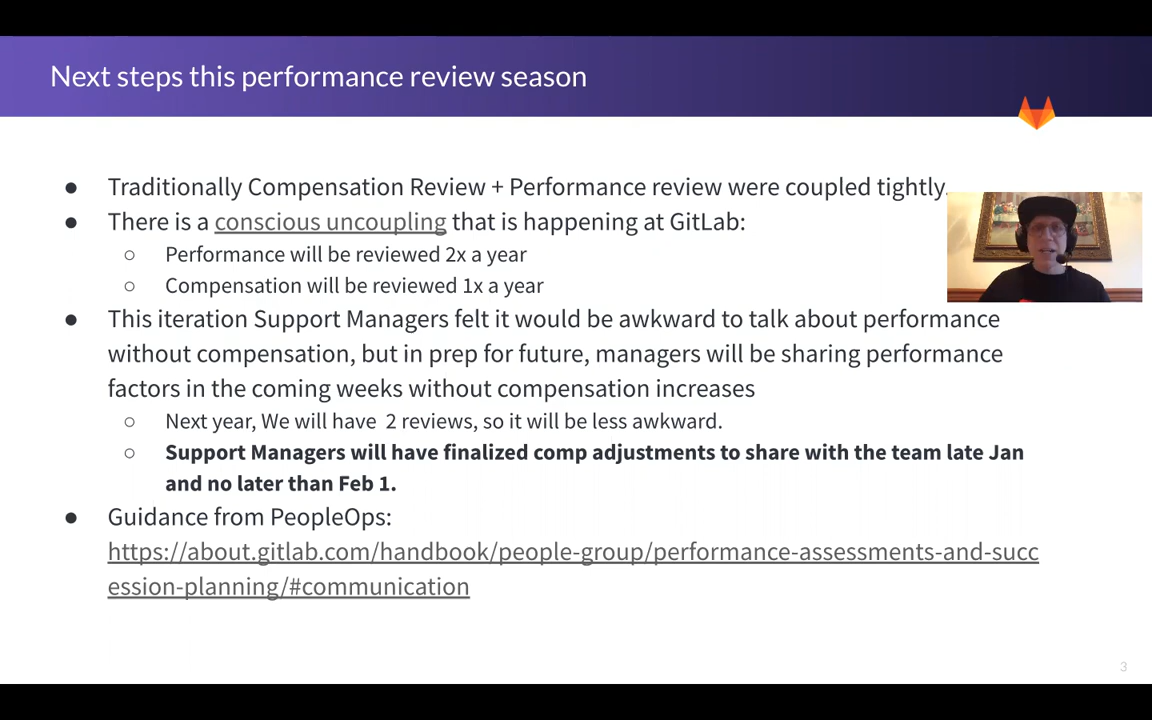 Next steps this performance review season
● Traditionally Compensation Review + Performance review were coupled tightly.
● There is a conscious uncoupling that is happening at GitLab:
○ Performance will be reviewed 2x a year
○ Compensation will be reviewed 1x a year
● This iteration Support Managers felt it would be awkward to talk about performance
without compensation, but in prep for future, managers will be sharing performance
factors in the coming weeks without compensation increases
○ Next year, We will have 2 reviews, so it will be less awkward.
○ Support Managers will have finalized comp adjustments to share with the team late Jan
and no later than Feb 1.
● Guidance from PeopleOps:
https://about.gitlab.com/handbook/people-group/performance-assessments-and-succ
ession-planning/#communication
3